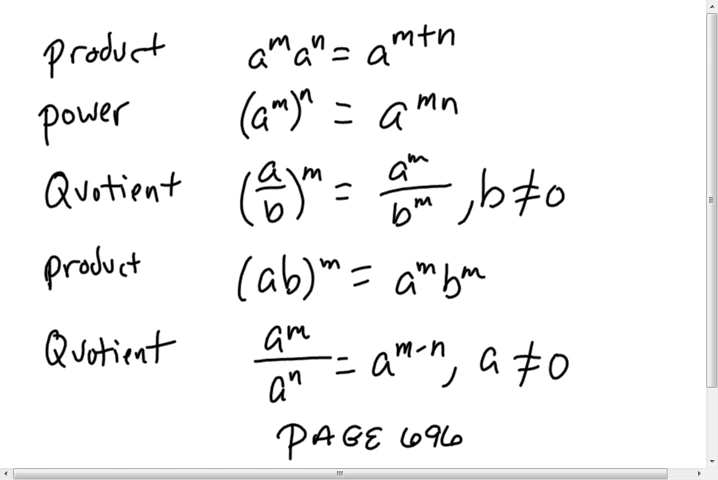 product a^m a^n = a^{m+n}
power (a^m)^n = a^{mn}
Quotient (a/b)^m = a^m/b^m, b ≠ 0
product (ab)^m = a^m b^m
Quotient a^m/a^n = a^{m-n}, a ≠ 0
PAGE 696